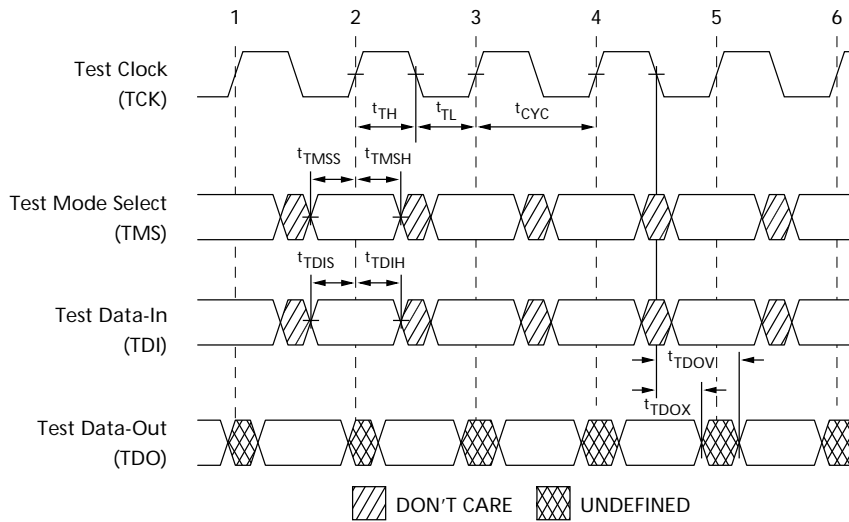 1 2 3 4 5 6
Test Clock
(TCK)
tTH tTL tCYC
tTMSS tTMSH
Test Mode Select
(TMS)
tTDIS tTDIH
Test Data-In
(TDI)
tTDOV
tTDOX
Test Data-Out
(TDO)
DON'T CARE UNDEFINED